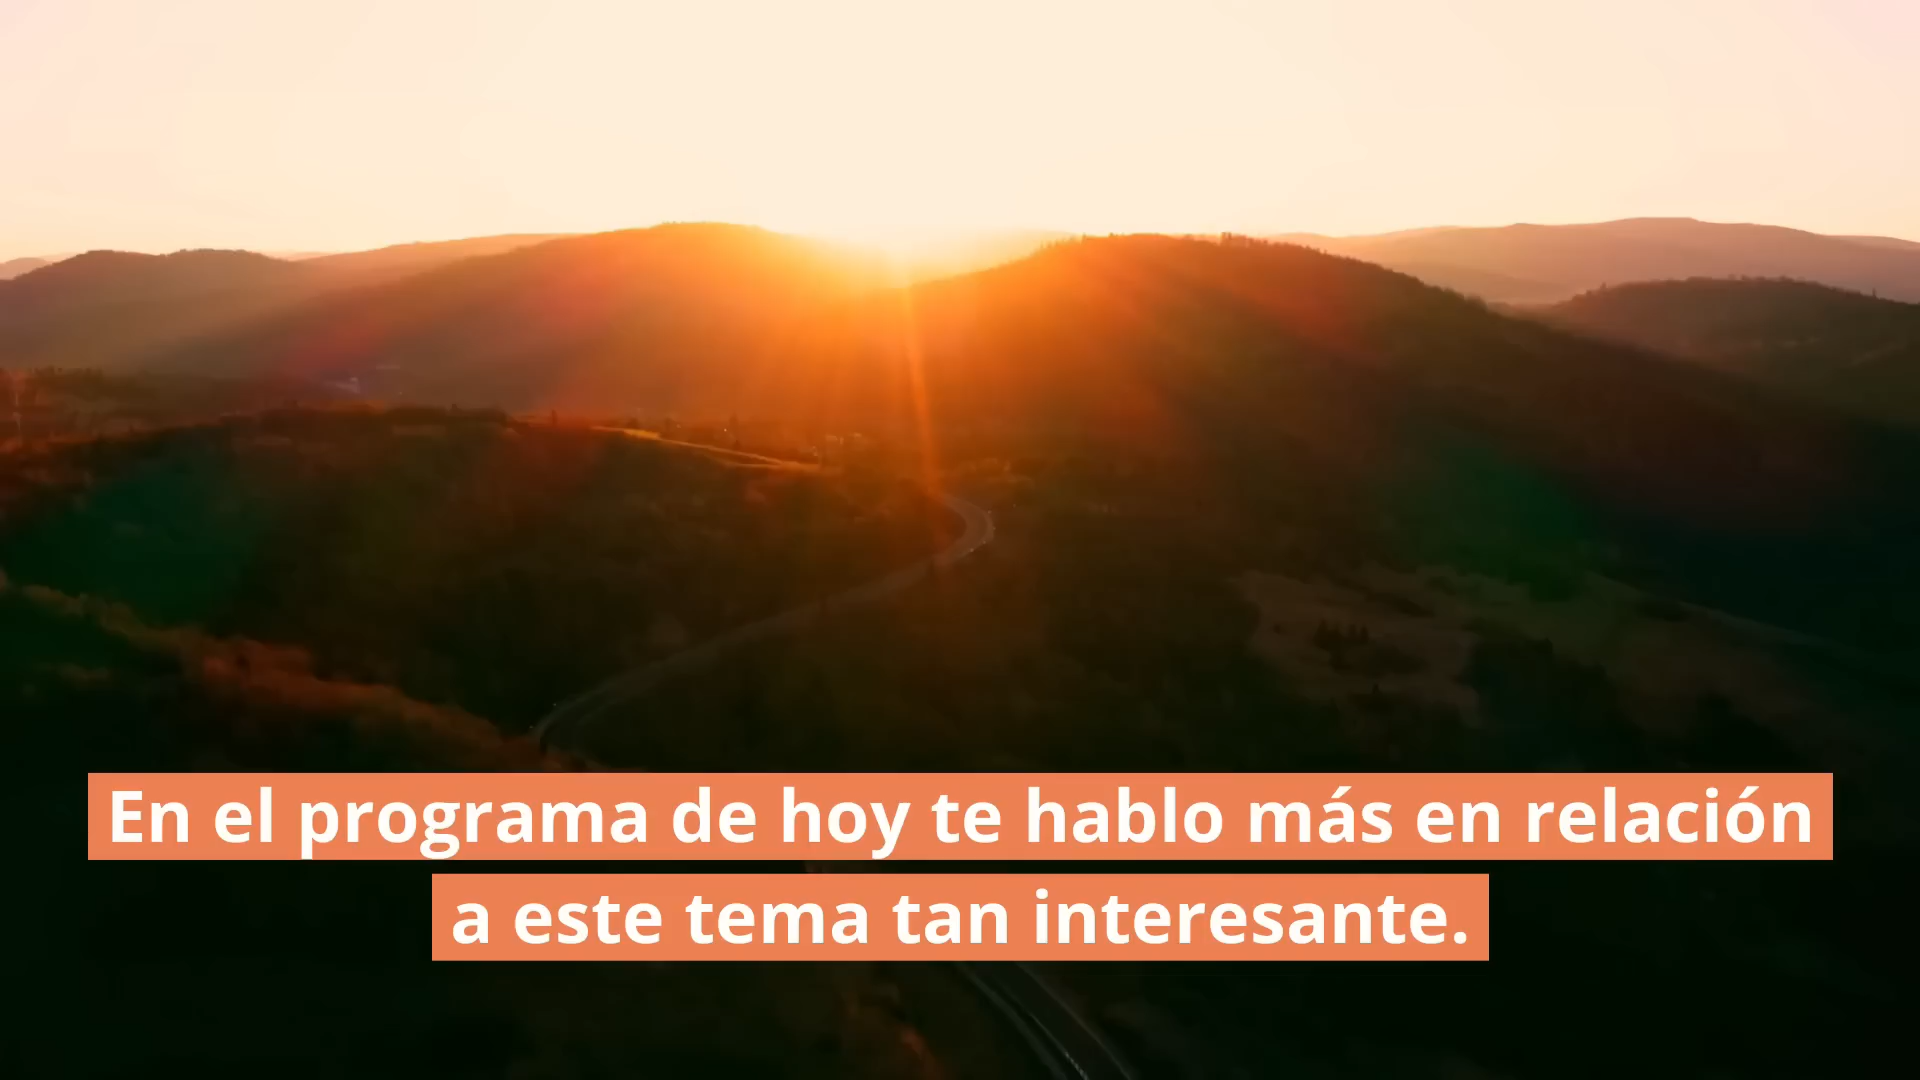 En el programa de hoy te hablo más en relación
a este tema tan interesante.